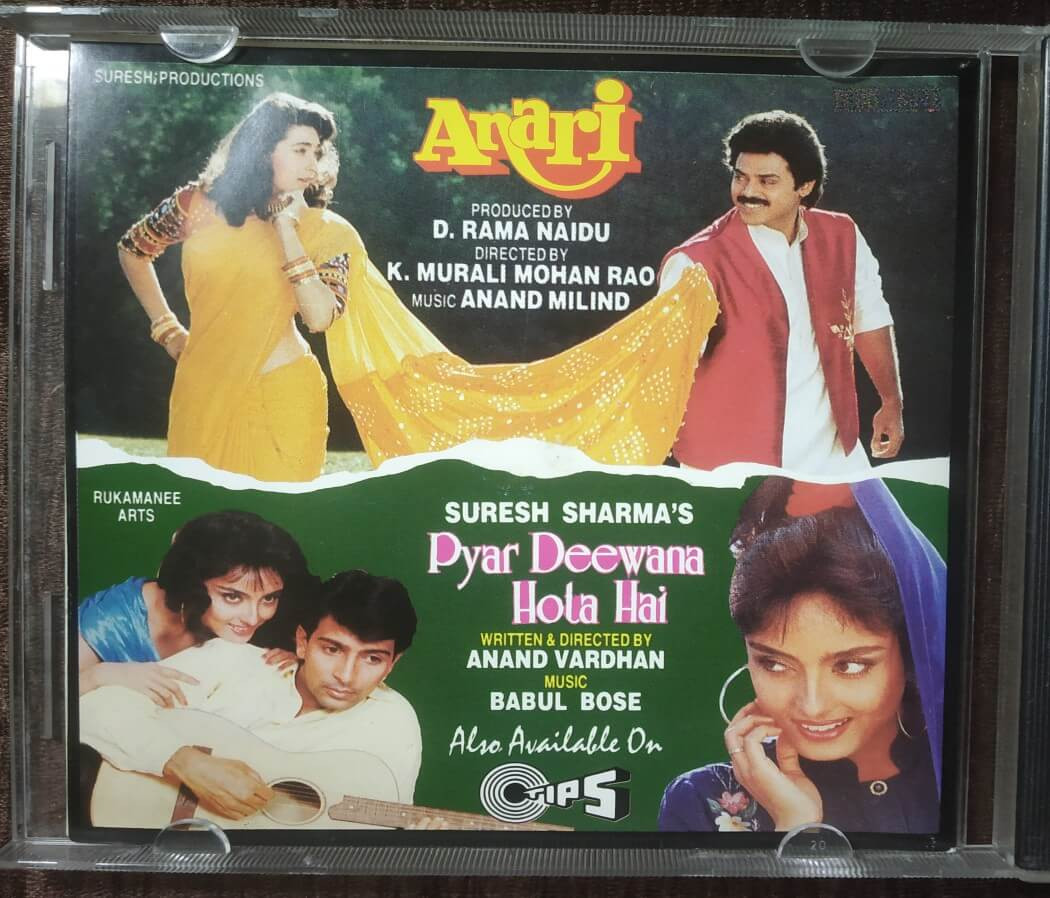 SURESH PRODUCTIONS
Anari
PRODUCED BY
D. RAMA NAIDU
DIRECTED BY
K. MURALI MOHAN RAO
MUSIC ANAND MILIND
RUKAMANEE
ARTS
SURESH SHARMA'S
Pyar Deewana
Hota Hai
WRITTEN & DIRECTED BY
ANAND VARDHAN
MUSIC
BABUL BOSE
Also Available On
TIPS
20